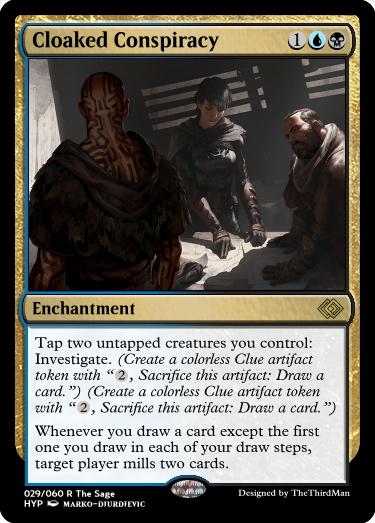 Cloaked Conspiracy 1
Enchantment
Tap two untapped creatures you control:
Investigate. (Create a colorless Clue artifact
token with “2, Sacrifice this artifact: Draw a
card.”) (Create a colorless Clue artifact
token with “2, Sacrifice this artifact: Draw a card.”)
Whenever you draw a card except the first
one you draw in each of your draw steps,
target player mills two cards.
029/060 R The Sage
Designed by TheThirdMan
HYP MARKO-DJURDJEVIC